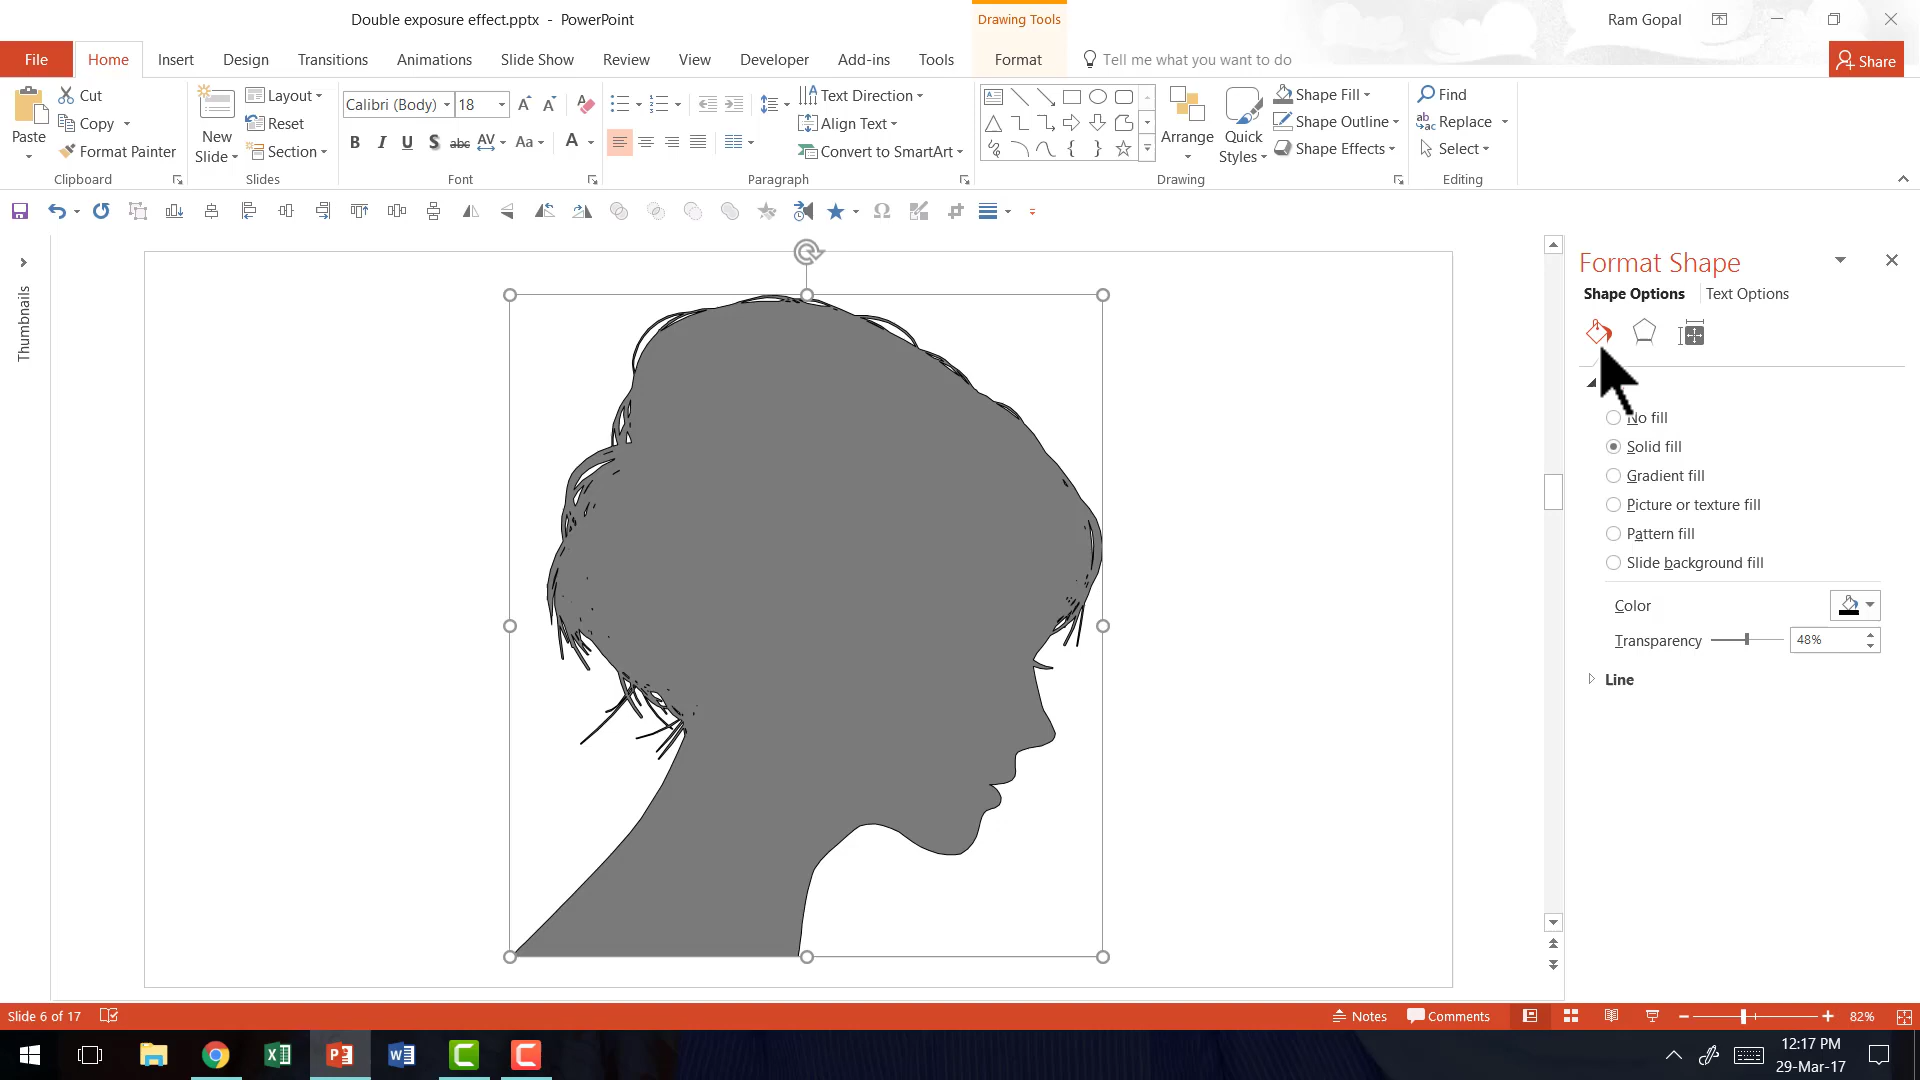 Double exposure effect.pptx - PowerPoint
Drawing Tools
Ram Gopal
File Home Insert Design Transitions Animations Slide Show Review View Developer Add-ins Tools Format Tell me what you want to do Share
Paste
Cut
Copy
Format Painter
Clipboard
New Slide
Layout
Reset
Section
Slides
Calibri (Body) 18
B I U S abc AV Aa A
Font
Text Direction
Align Text
Convert to SmartArt
Paragraph
Arrange
Quick Styles
Shape Fill
Shape Outline
Shape Effects
Drawing
Find
Replace
Select
Editing
Thumbnails
Format Shape
Shape Options Text Options
No fill
Solid fill
Gradient fill
Picture or texture fill
Pattern fill
Slide background fill
Color
Transparency 48%
Line
Slide 6 of 17
Notes Comments 82%
12:17 PM
29-Mar-17